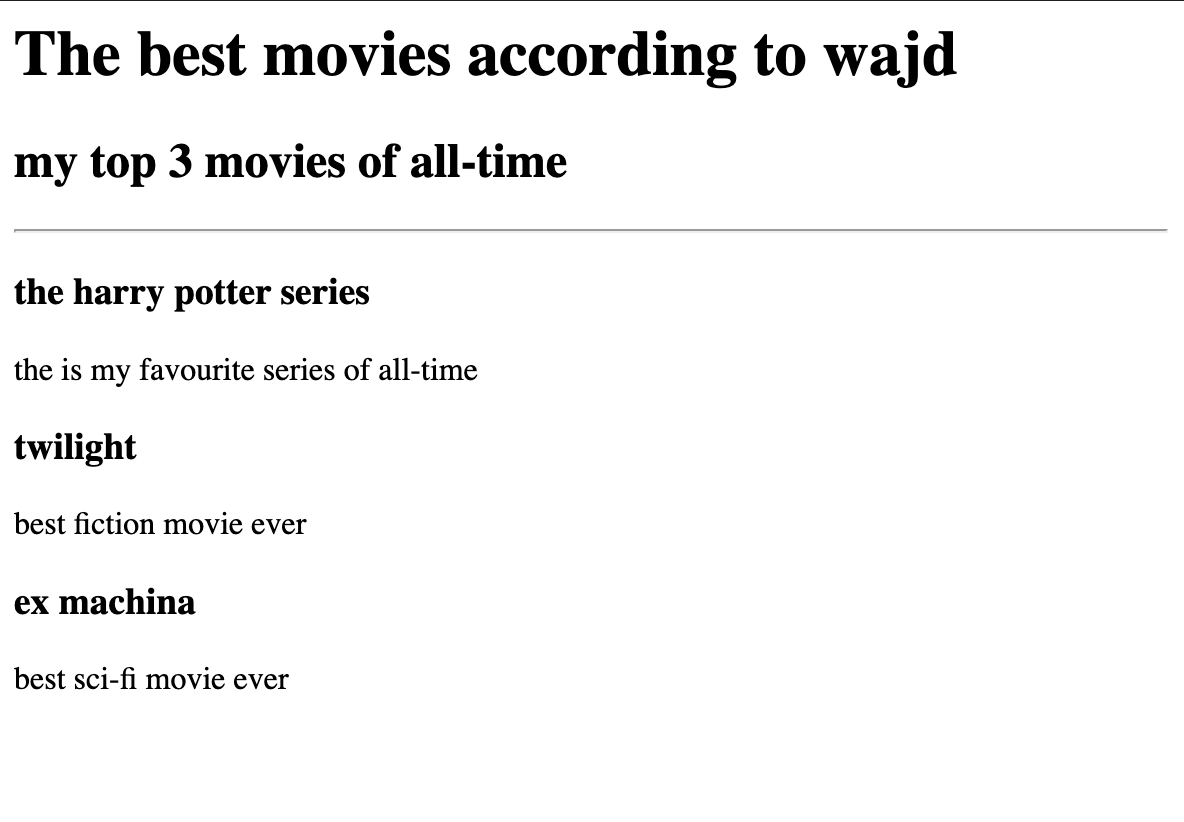 The best movies according to wajd
my top 3 movies of all-time
the harry potter series
the is my favourite series of all-time
twilight
best fiction movie ever
ex machina
best sci-fi movie ever